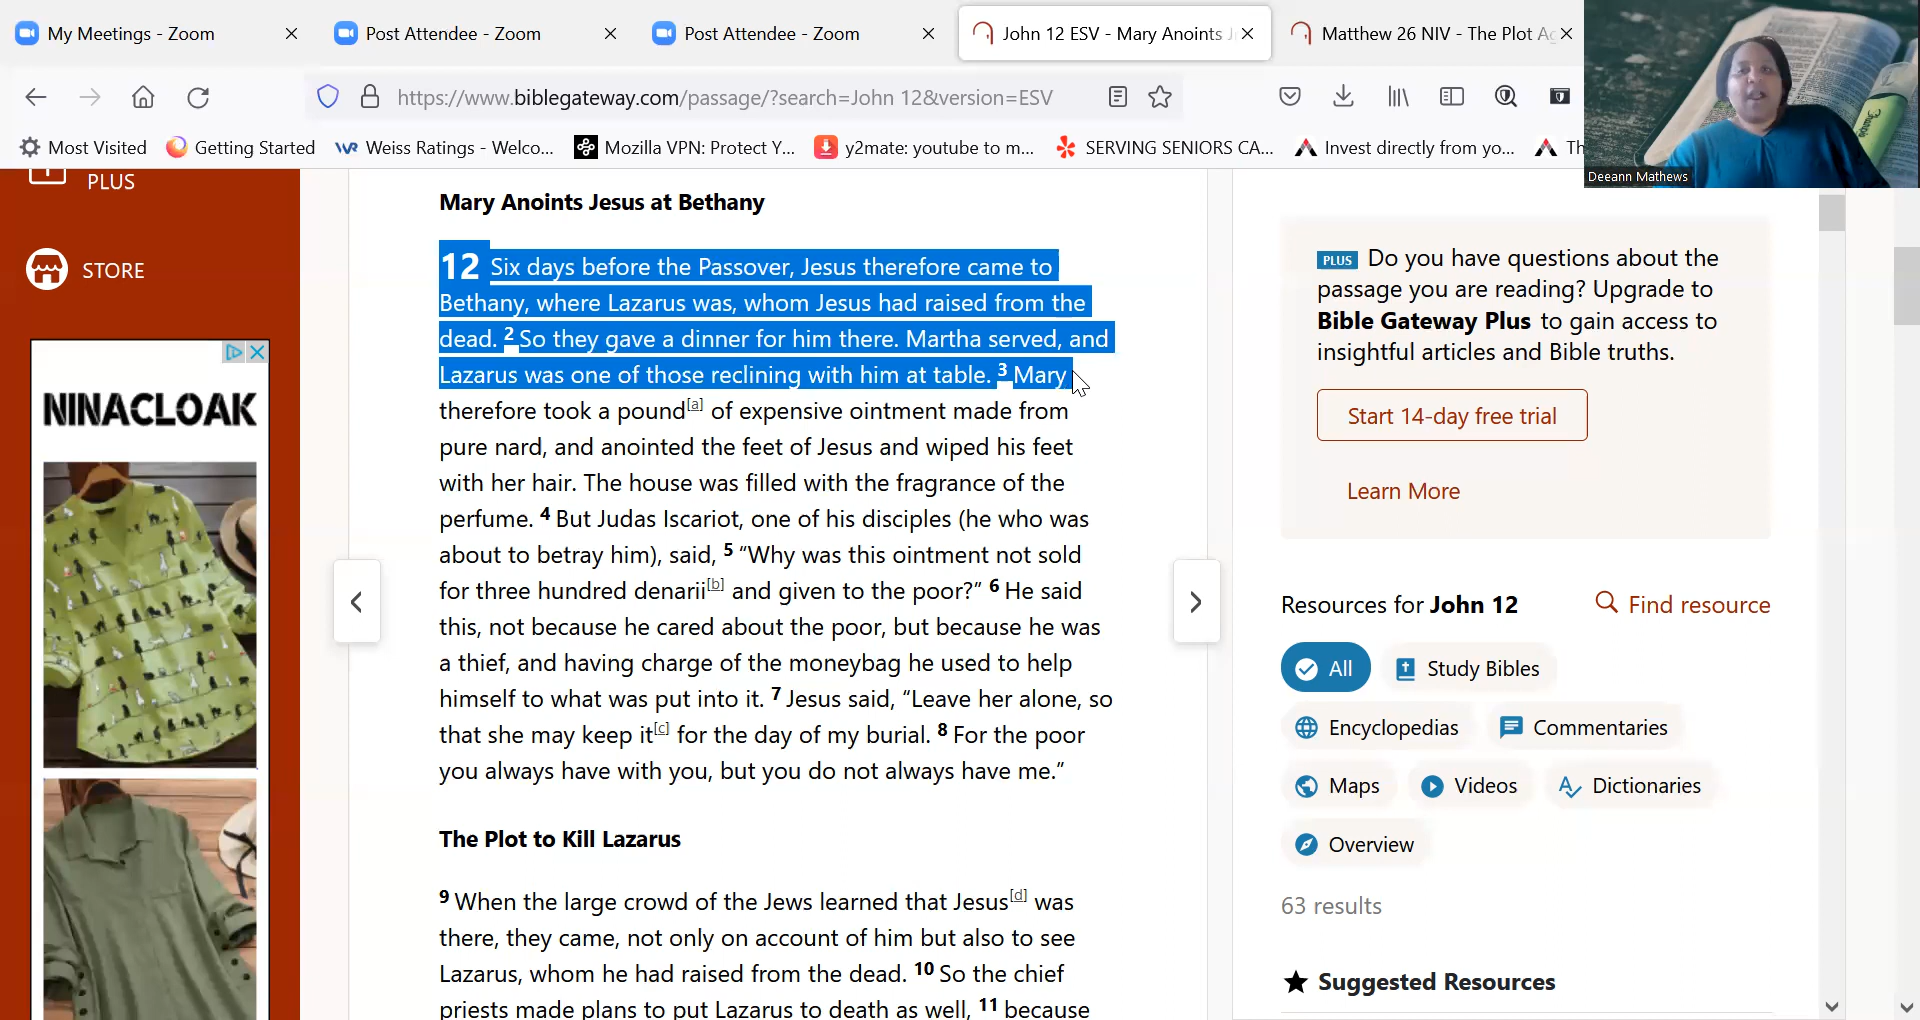 My Meetings - Zoom
Post Attendee - Zoom
Post Attendee - Zoom
John 12 ESV - Mary Anoints J
Matthew 26 NIV - The Plot Ag
https://www.biblegateway.com/passage/?search=John 12&version=ESV
Most Visited
Getting Started
Weiss Ratings - Welco...
Mozilla VPN: Protect Y...
y2mate: youtube to m...
SERVING SENIORS CA...
Invest directly from yo...
Th
Deeann Mathews
PLUS
STORE
NINACLOAK
Mary Anoints Jesus at Bethany
12 Six days before the Passover, Jesus therefore came to
Bethany, where Lazarus was, whom Jesus had raised from the
dead. 2 So they gave a dinner for him there. Martha served, and
Lazarus was one of those reclining with him at table. 3 Mary
therefore took a pound[a] of expensive ointment made from
pure nard, and anointed the feet of Jesus and wiped his feet
with her hair. The house was filled with the fragrance of the
perfume. 4 But Judas Iscariot, one of his disciples (he who was
about to betray him), said, 5 “Why was this ointment not sold
for three hundred denarii[b] and given to the poor?” 6 He said
this, not because he cared about the poor, but because he was
a thief, and having charge of the moneybag he used to help
himself to what was put into it. 7 Jesus said, “Leave her alone, so
that she may keep it[c] for the day of my burial. 8 For the poor
you always have with you, but you do not always have me.”
The Plot to Kill Lazarus
9 When the large crowd of the Jews learned that Jesus[d] was
there, they came, not only on account of him but also to see
Lazarus, whom he had raised from the dead. 10 So the chief
priests made plans to put Lazarus to death as well, 11 because
PLUS Do you have questions about the
passage you are reading? Upgrade to
Bible Gateway Plus to gain access to
insightful articles and Bible truths.
Start 14-day free trial
Learn More
Resources for John 12
Find resource
All
Study Bibles
Encyclopedias
Commentaries
Maps
Videos
Dictionaries
Overview
63 results
Suggested Resources